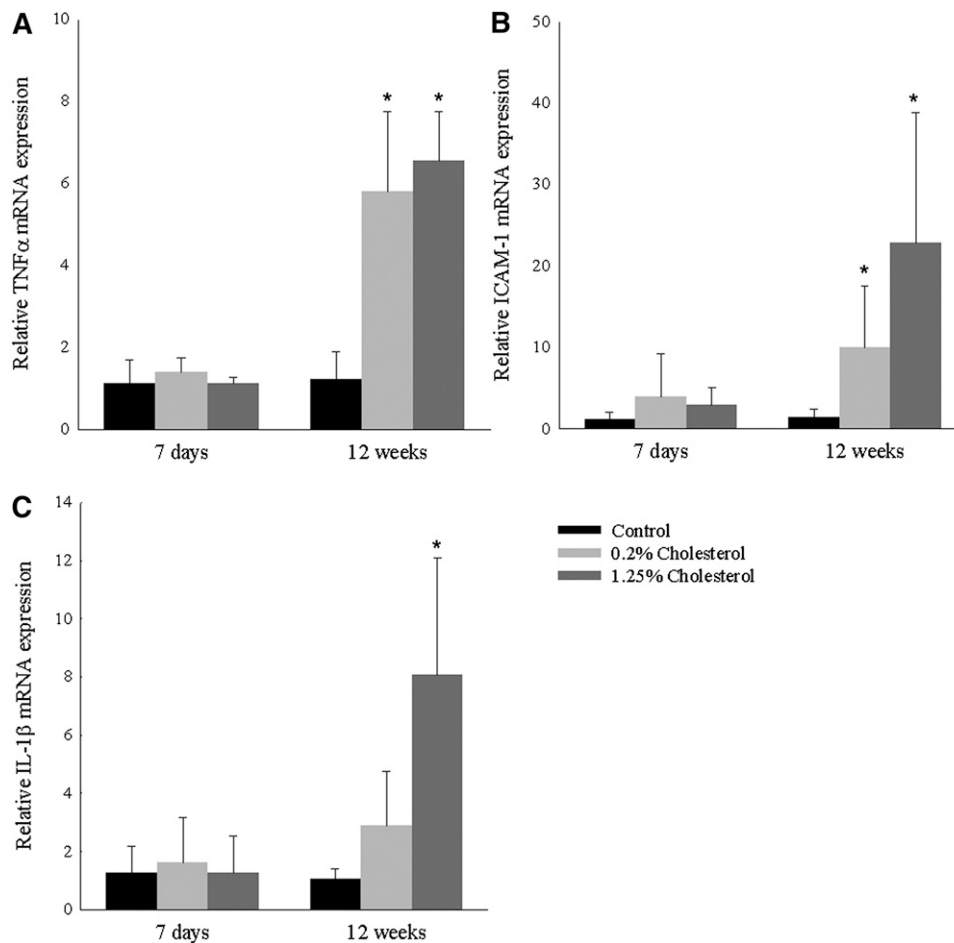 A
Relative TNFα mRNA expression
10
8
6
4
2
0
* *
7 days 12 weeks
B
Relative ICAM-1 mRNA expression
50
40
30
20
10
0
*
*
7 days 12 weeks
C
Relative IL-1β mRNA expression
14
12
10
8
6
4
2
0
*
7 days 12 weeks
Control
0.2% Cholesterol
1.25% Cholesterol